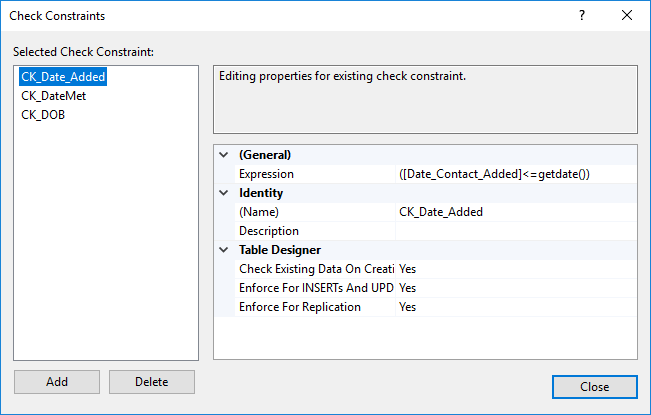 Check Constraints
Selected Check Constraint:
CK_Date_Added
CK_DateMet
CK_DOB
Editing properties for existing check constraint.
(General)
Expression ([Date_Contact_Added]<=getdate())
Identity
(Name) CK_Date_Added
Description
Table Designer
Check Existing Data On Creati Yes
Enforce For INSERTs And UPD Yes
Enforce For Replication Yes
Add Delete
Close